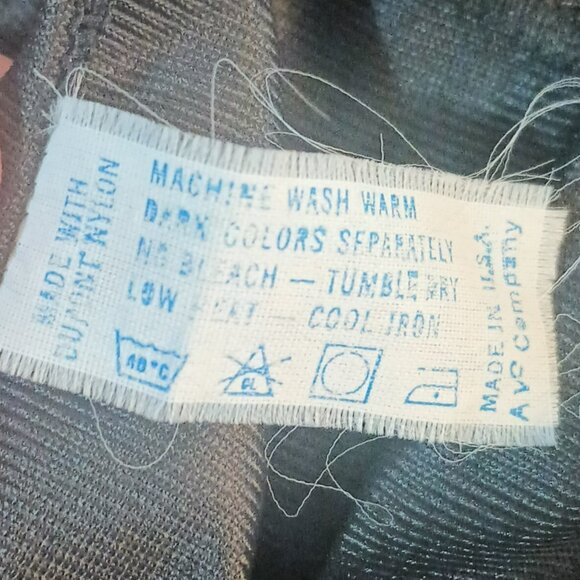 MADE WITH
DUPONT NYLON
MACHINE WASH WARM
DARK COLORS SEPARATELY
NO BLEACH — TUMBLE DRY
LOW HEAT — COOL IRON
40°C
CL
MADE IN U.S.A.
AVS Company